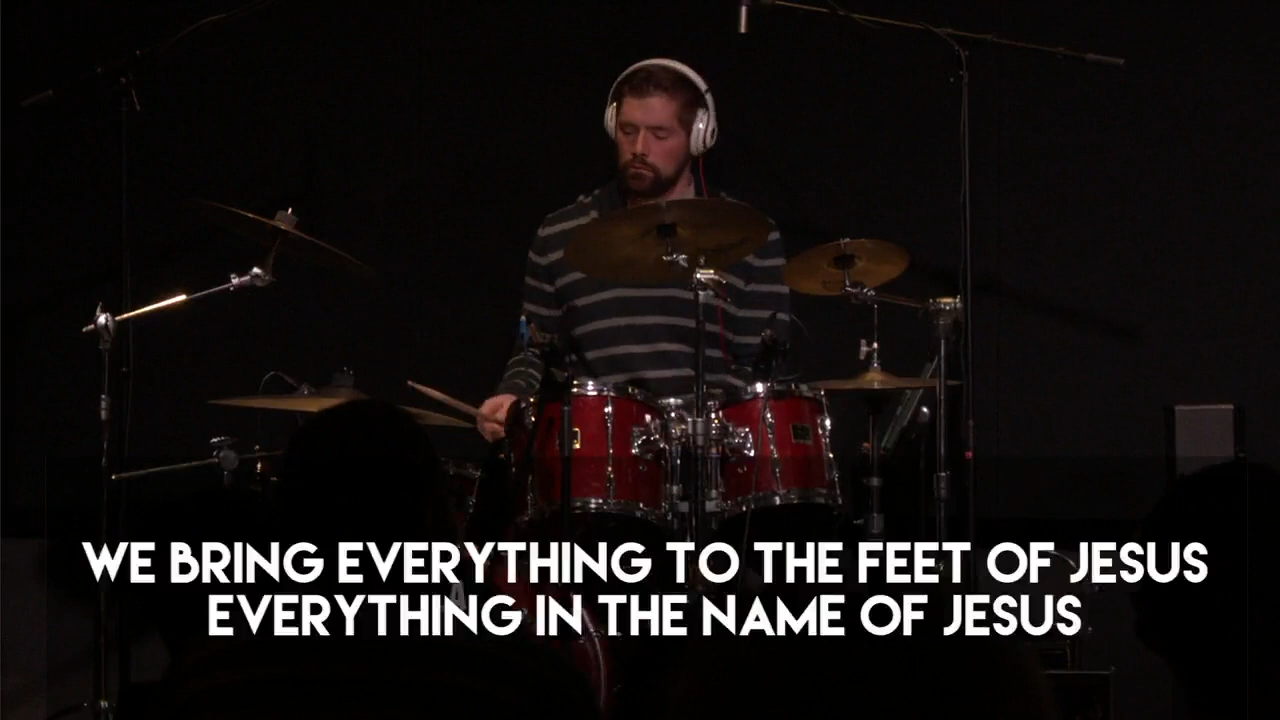 WE BRING EVERYTHING TO THE FEET OF JESUS
EVERYTHING IN THE NAME OF JESUS